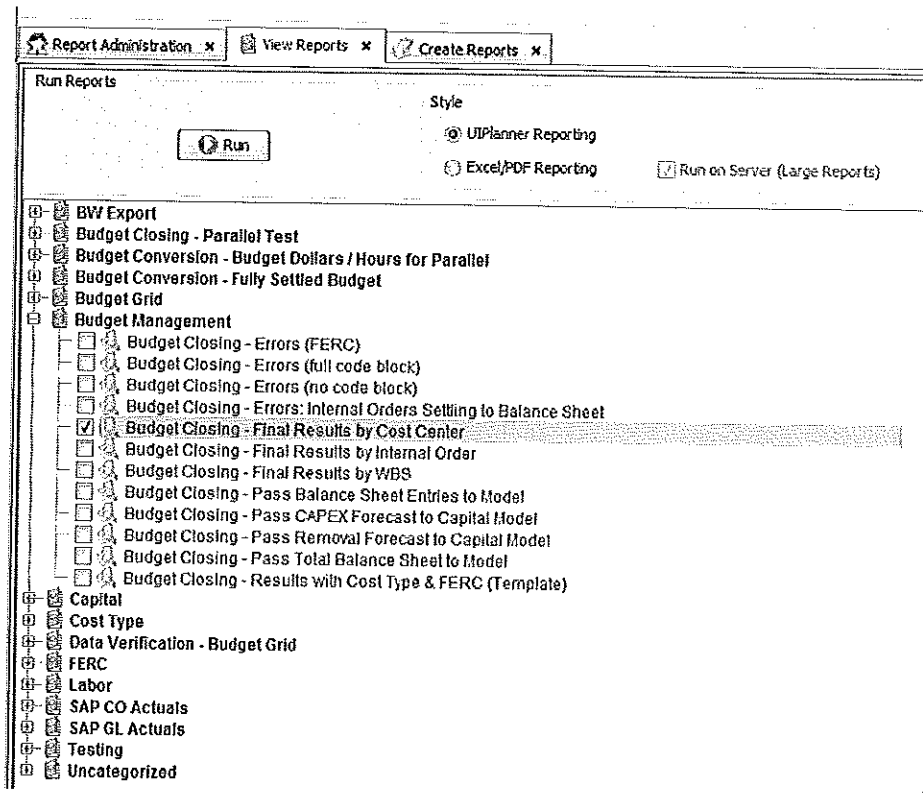 Report Administration x View Reports x Create Reports x
Run Reports
Style
Run
UIPlanner Reporting
Excel/PDF Reporting Run on Server (Large Reports)
BW Export
Budget Closing - Parallel Test
Budget Conversion - Budget Dollars / Hours for Parallel
Budget Conversion - Fully Settled Budget
Budget Grid
Budget Management
Budget Closing - Errors (FERC)
Budget Closing - Errors (full code block)
Budget Closing - Errors (no code block)
Budget Closing - Errors: Internal Orders Settling to Balance Sheet
Budget Closing - Final Results by Cost Center
Budget Closing - Final Results by Internal Order
Budget Closing - Final Results by WBS
Budget Closing - Pass Balance Sheet Entries to Model
Budget Closing - Pass CAPEX Forecast to Capital Model
Budget Closing - Pass Removal Forecast to Capital Model
Budget Closing - Pass Total Balance Sheet to Model
Budget Closing - Results with Cost Type & FERC (Template)
Capital
Cost Type
Data Verification - Budget Grid
FERC
Labor
SAP CO Actuals
SAP GL Actuals
Testing
Uncategorized